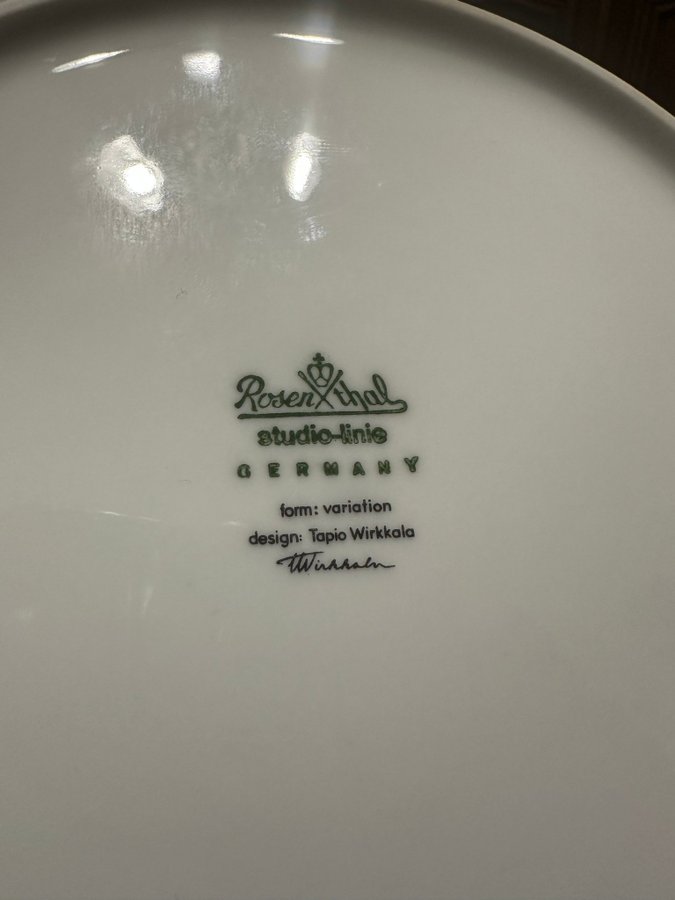 Rosenthal
studio-linie
GERMANY
form: variation
design: Tapio Wirkkala
TWirkkala